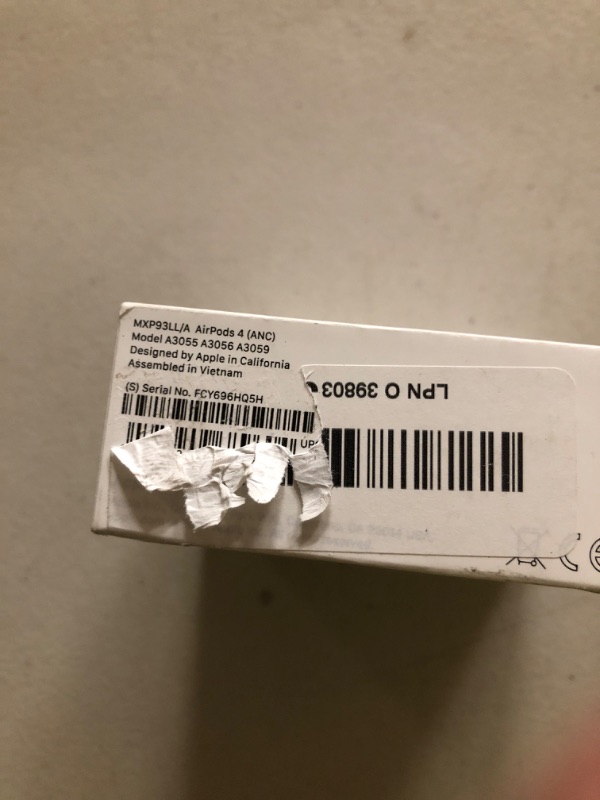 MXP93LL/A AirPods 4 (ANC)
Model A3055 A3056 A3059
Designed by Apple in California
Assembled in Vietnam
(S) Serial No. FCY696HQ5H
UP
LPN O 39803